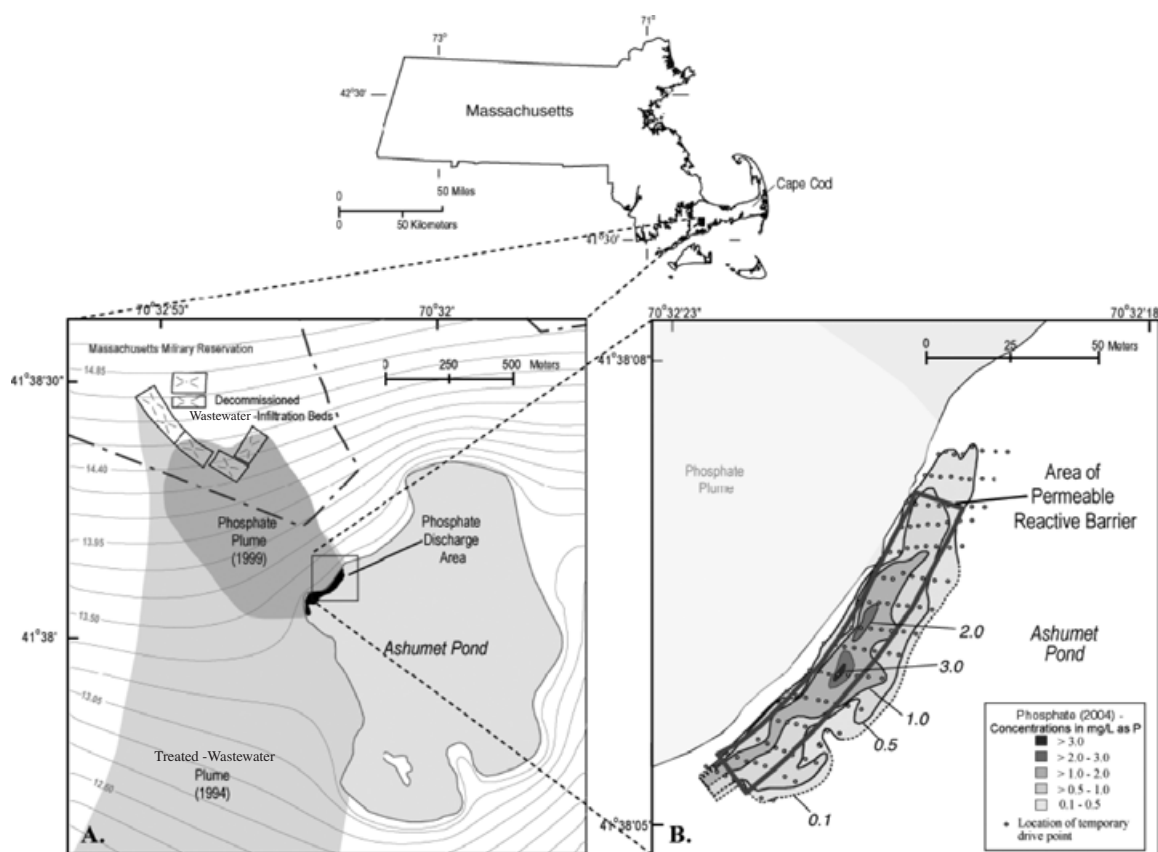 73°
71°
42°30'
Massachusetts
Cape Cod
0
50 Miles
0
50 Kilometers
41°30'
70°32'53"
70°32'
Massachusetts Military Reservation
14.85
0
250
500
Meters
41°38'30"
Decommissioned
Wastewater -Infiltration Beds
14.40
Phosphate
Plume
(1999)
13.95
Phosphate
Discharge
Area
13.50
41°38'
Ashumet Pond
13.05
Treated -Wastewater
Plume
(1994)
12.60
A.
70°32'23"
70°32'18"
41°38'08"
0
25
50
Meters
Phosphate
Plume
Area of
Permeable
Reactive Barrier
2.0
Ashumet
Pond
3.0
1.0
0.5
0.1
Phosphate (2004) -
Concentrations in mg/L as P
> 3.0
> 2.0 - 3.0
> 1.0 - 2.0
> 0.5 - 1.0
0.1 - 0.5
Location of temporary
drive point
41°38'05"
B.